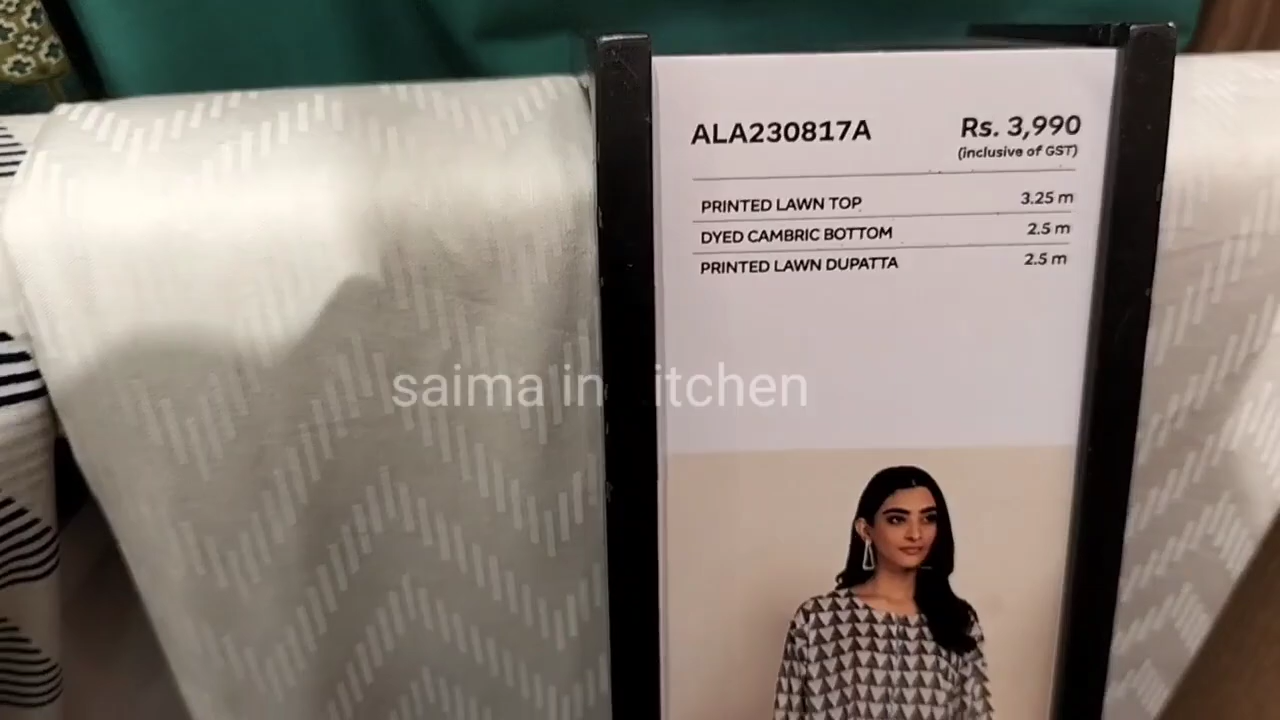 ALA230817A
Rs. 3,990
(inclusive of GST)
PRINTED LAWN TOP 3.25 m
DYED CAMBRIC BOTTOM 2.5 m
PRINTED LAWN DUPATTA 2.5 m
saima in itchen